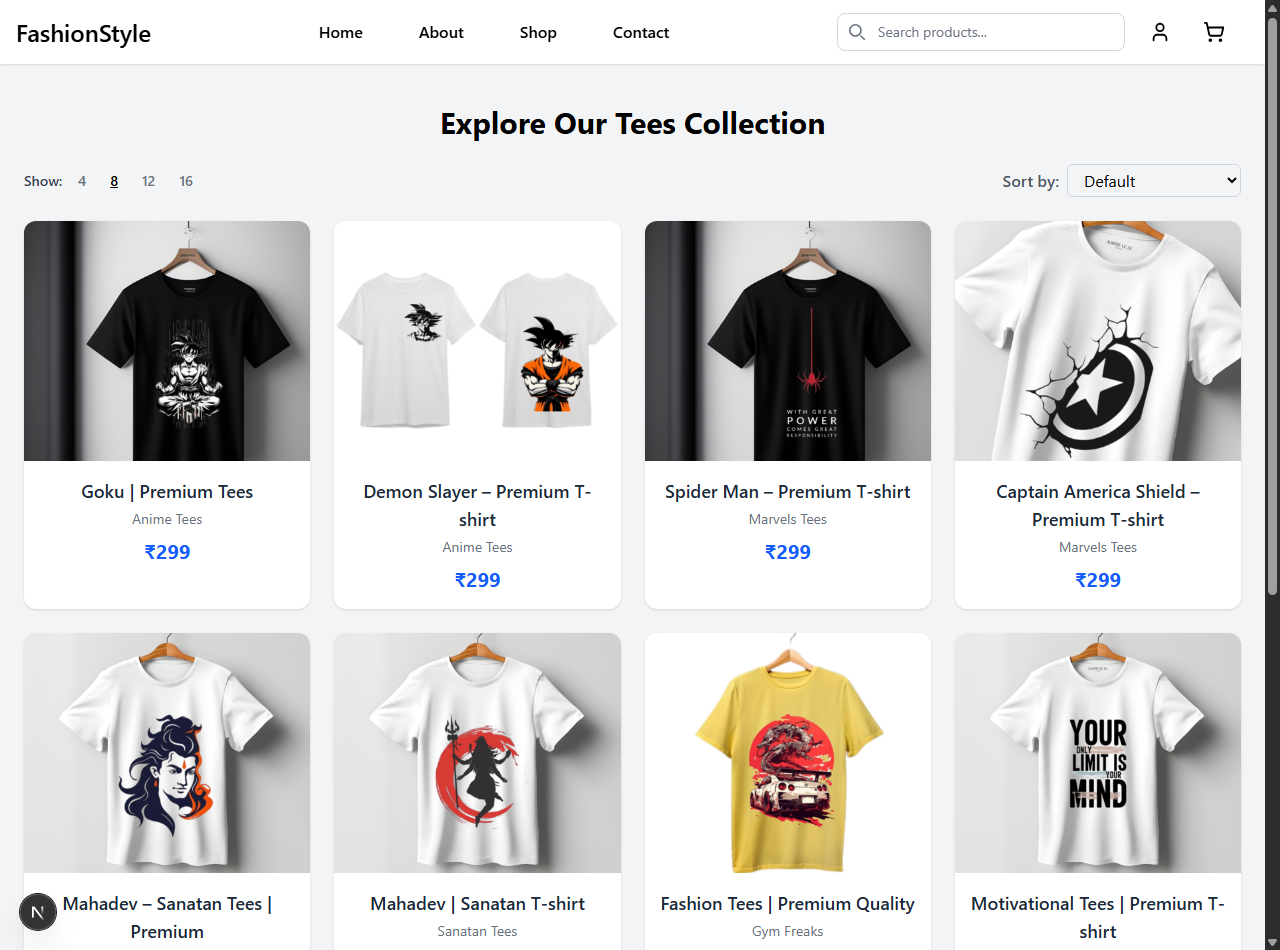 FashionStyle
Home
About
Shop
Contact
Search products...
Explore Our Tees Collection
Show: 4 8 12 16
Sort by: Default
WITH GREAT
POWER
COMES GREAT
RESPONSIBILITY
Goku | Premium Tees
Anime Tees
₹299
Demon Slayer – Premium T-
shirt
Anime Tees
₹299
Spider Man – Premium T-shirt
Marvels Tees
₹299
Captain America Shield –
Premium T-shirt
Marvels Tees
₹299
YOUR
ONLY
LIMIT IS
YOUR
MIND
N
Mahadev – Sanatan Tees |
Premium
Mahadev | Sanatan T-shirt
Sanatan Tees
Fashion Tees | Premium Quality
Gym Freaks
Motivational Tees | Premium T-
shirt